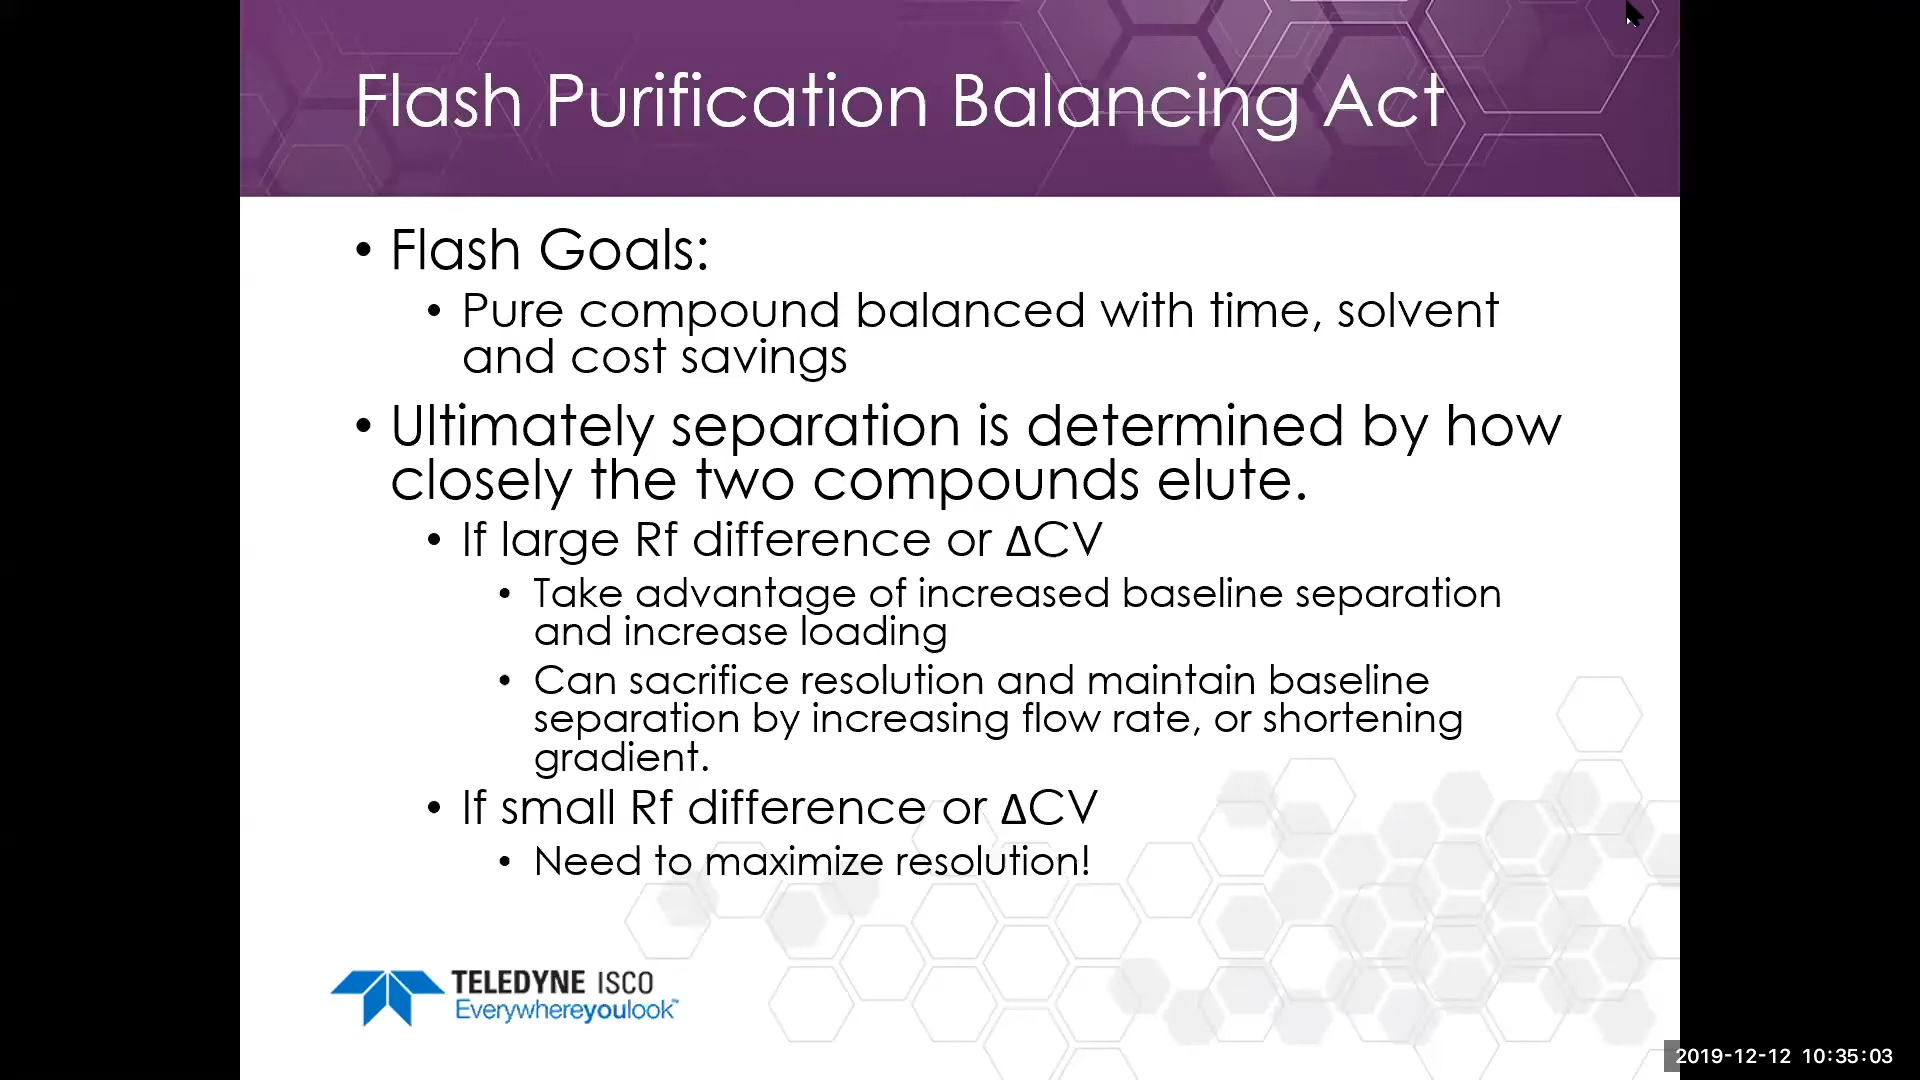 Flash Purification Balancing Act
• Flash Goals:
• Pure compound balanced with time, solvent
and cost savings
• Ultimately separation is determined by how
closely the two compounds elute.
• If large Rf difference or ΔCV
• Take advantage of increased baseline separation
and increase loading
• Can sacrifice resolution and maintain baseline
separation by increasing flow rate, or shortening
gradient.
• If small Rf difference or ΔCV
• Need to maximize resolution!
TELEDYNE ISCO
Everywhereyoulook™
2019-12-12 10:35:03